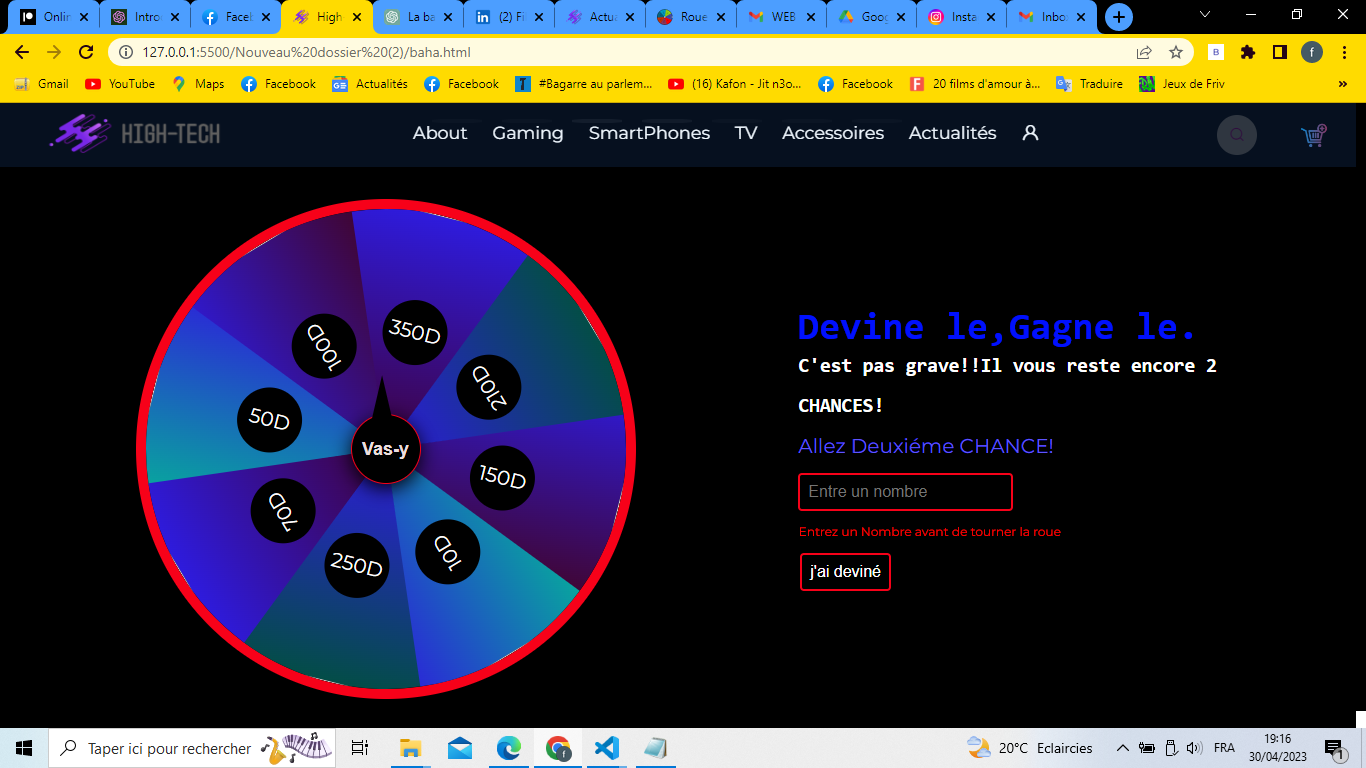 Onlin
Intro
Faceb
High
La ba
(2) Fi
Actua
Roue
WEB
Goog
Insta
Inbo
127.0.0.1:5500/Nouveau%20dossier%20(2)/baha.html
B
f
Gmail
YouTube
Maps
Facebook
Actualités
Facebook
#Bagarre au parlem...
(16) Kafon - Jit n3o...
Facebook
20 films d'amour à...
Traduire
Jeux de Friv
»
HIGH-TECH
About
Gaming
SmartPhones
TV
Accessoires
Actualités
350D
100D
210D
50D
Vas-y
150D
70D
10D
250D
Devine le,Gagne le.
C'est pas grave!!Il vous reste encore 2
CHANCES!
Allez Deuxiéme CHANCE!
Entre un nombre
Entrez un Nombre avant de tourner la roue
j'ai deviné
Taper ici pour rechercher
20°C Eclaircies
FRA
19:16
30/04/2023
1